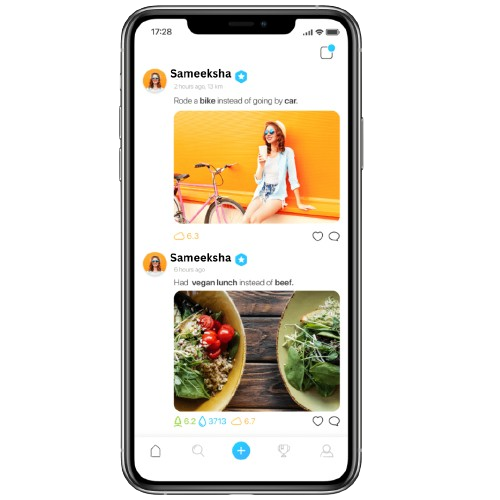 17:28
Sameeksha
2 hours ago, 13 km
Rode a bike instead of going by car.
6.3
Sameeksha
6 hours ago
Had vegan lunch instead of beef.
6.2 3713 6.7